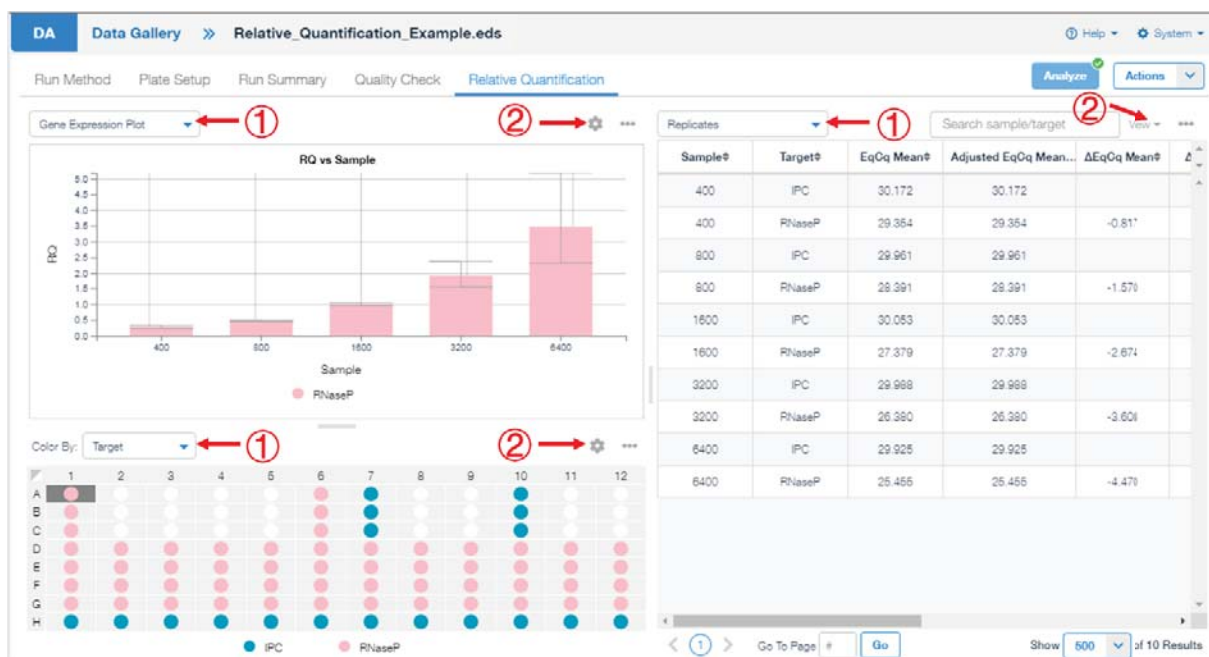 DA Data Gallery » Relative_Quantification_Example.eds Help System
Run Method Plate Setup Run Summary Quality Check Relative Quantification Analyze Actions
Gene Expression Plot ① ②
RQ vs Sample
5.0
4.5
4.0
3.5
3.0
2.5
2.0
1.5
1.0
0.5
0.0
RQ
400 800 1600 3200 6400
Sample
RNaseP
Color By: Target ① ②
1 2 3 4 5 6 7 8 9 10 11 12
A
B
C
D
E
F
G
H
IPC RNaseP
Replicates ① Search sample/target ② View
Sample Target EqCq Mean Adjusted EqCq Mean... ΔEqCq Mean Δ
400 IPC 30.172 30.172
400 RNaseP 29.354 29.354 -0.81
800 IPC 29.961 29.961
800 RNaseP 28.391 28.391 -1.570
1600 IPC 30.053 30.053
1600 RNaseP 27.379 27.379 -2.674
3200 IPC 29.988 29.988
3200 RNaseP 26.380 26.380 -3.608
6400 IPC 29.925 29.925
6400 RNaseP 25.455 25.455 -4.470
< 1 > Go To Page # Go Show 500 of 10 Results